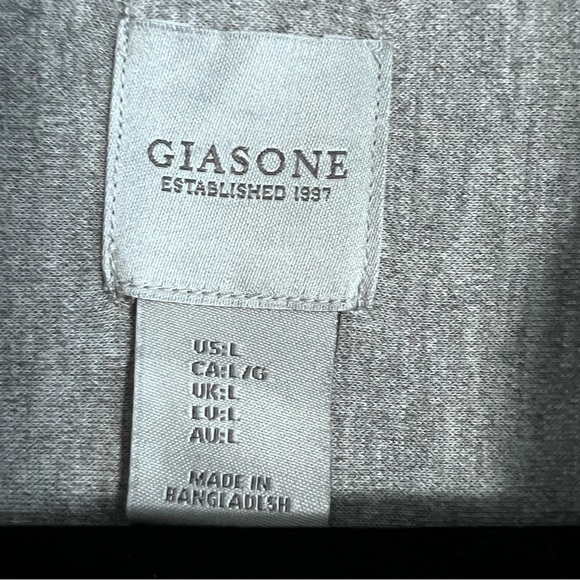 GIASONE
ESTABLISHED 1997
US:L
CA:L/G
UK:L
EU:L
AU:L
MADE IN
BANGLADESH